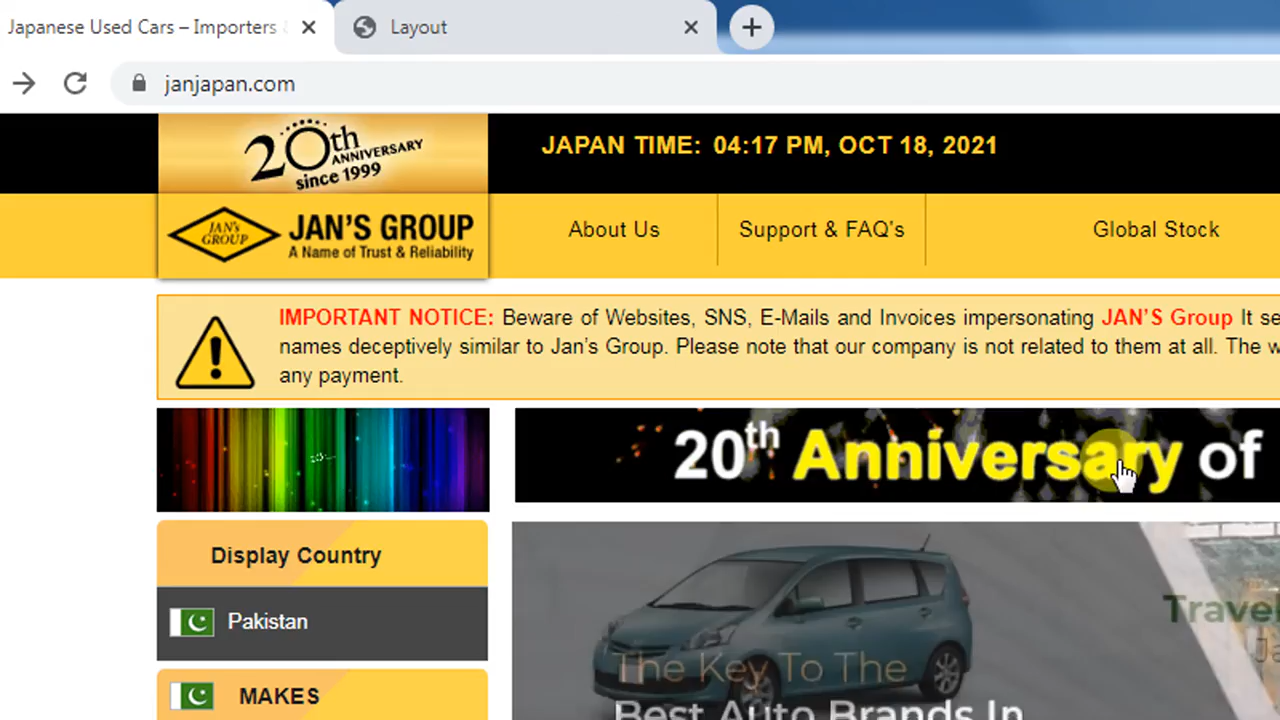 Japanese Used Cars – Importers
Layout
janjapan.com
20th
ANNIVERSARY
since 1999
JAPAN TIME: 04:17 PM, OCT 18, 2021
JAN'S
GROUP
JAN'S GROUP
A Name of Trust & Reliability
About Us
Support & FAQ's
Global Stock
IMPORTANT NOTICE: Beware of Websites, SNS, E-Mails and Invoices impersonating JAN'S Group It se
names deceptively similar to Jan's Group. Please note that our company is not related to them at all. The w
any payment.
20th Anniversary of
Display Country
Pakistan
MAKES
Travel
The Key To The
Best Auto Brands In